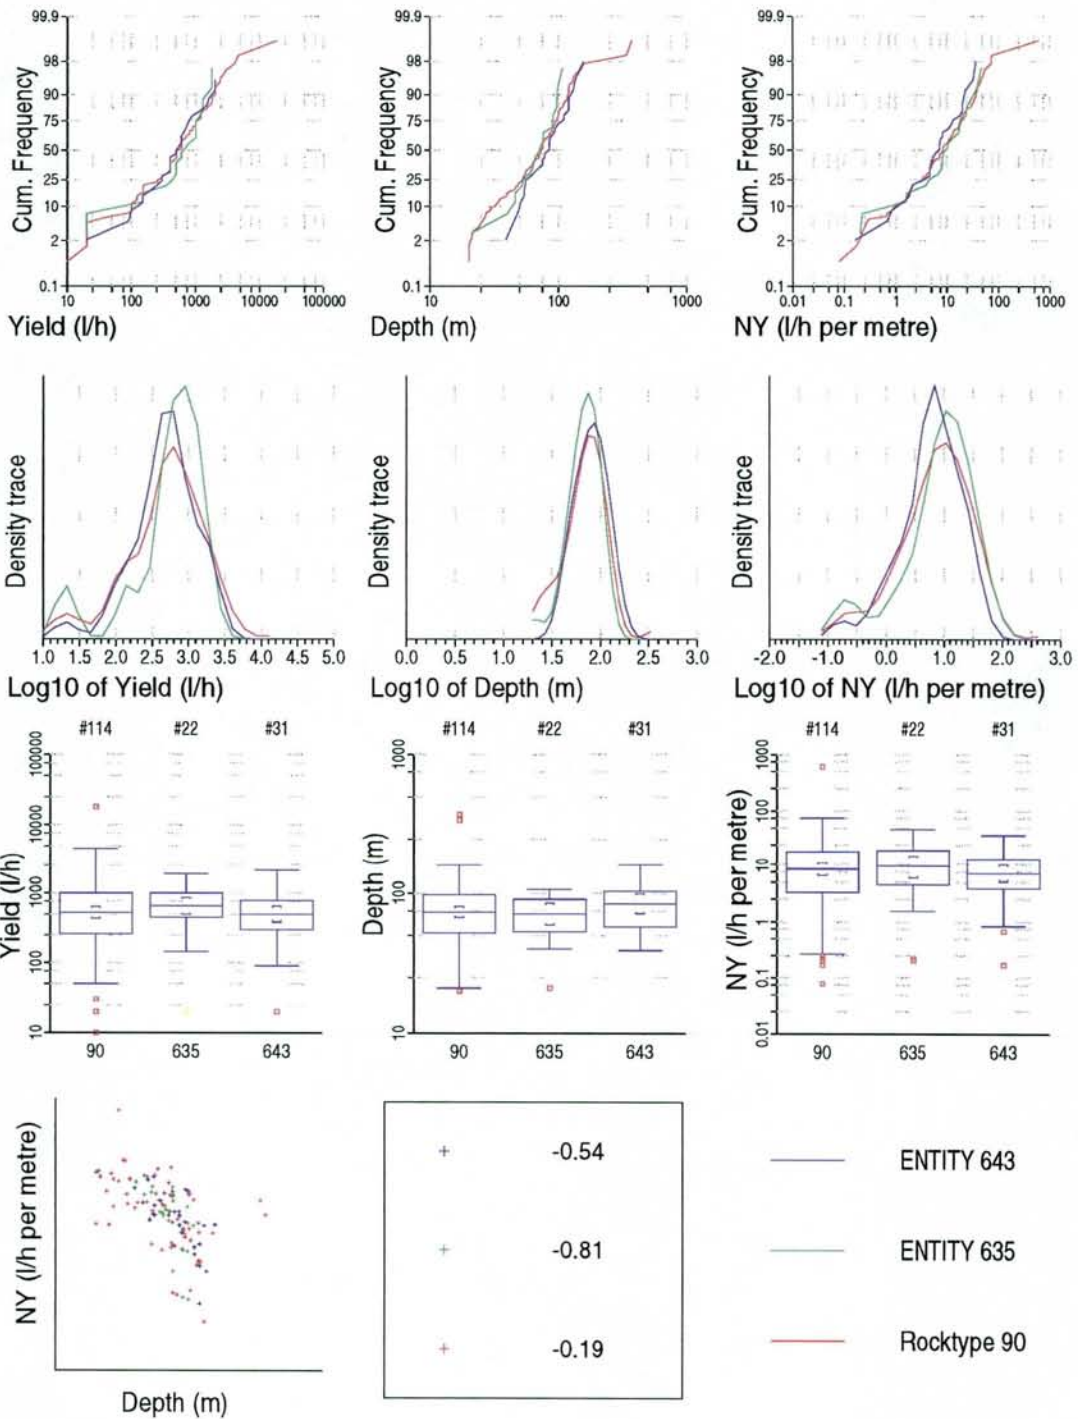 99.9 98 90 75 50 25 10 2 0.1
Cum. Frequency
10 100 1000 10000 100000
Yield (l/h)
99.9 98 90 75 50 25 10 2 0.1
Cum. Frequency
10 100 1000
Depth (m)
99.9 98 90 75 50 25 10 2 0.1
Cum. Frequency
0.01 0.1 1 10 100 1000
NY (l/h per metre)
Density trace
1.0 1.5 2.0 2.5 3.0 3.5 4.0 4.5 5.0
Log10 of Yield (l/h)
Density trace
0.0 0.5 1.0 1.5 2.0 2.5 3.0
Log10 of Depth (m)
Density trace
-2.0 -1.0 0.0 1.0 2.0 3.0
Log10 of NY (l/h per metre)
#114 #22 #31
Yield (l/h)
100000 10000 1000 100 10
90 635 643
#114 #22 #31
Depth (m)
1000 100 10
90 635 643
#114 #22 #31
NY (l/h per metre)
1000 100 10 1 0.1 0.01
90 635 643
NY (l/h per metre)
Depth (m)
-0.54
-0.81
-0.19
ENTITY 643
ENTITY 635
Rocktype 90